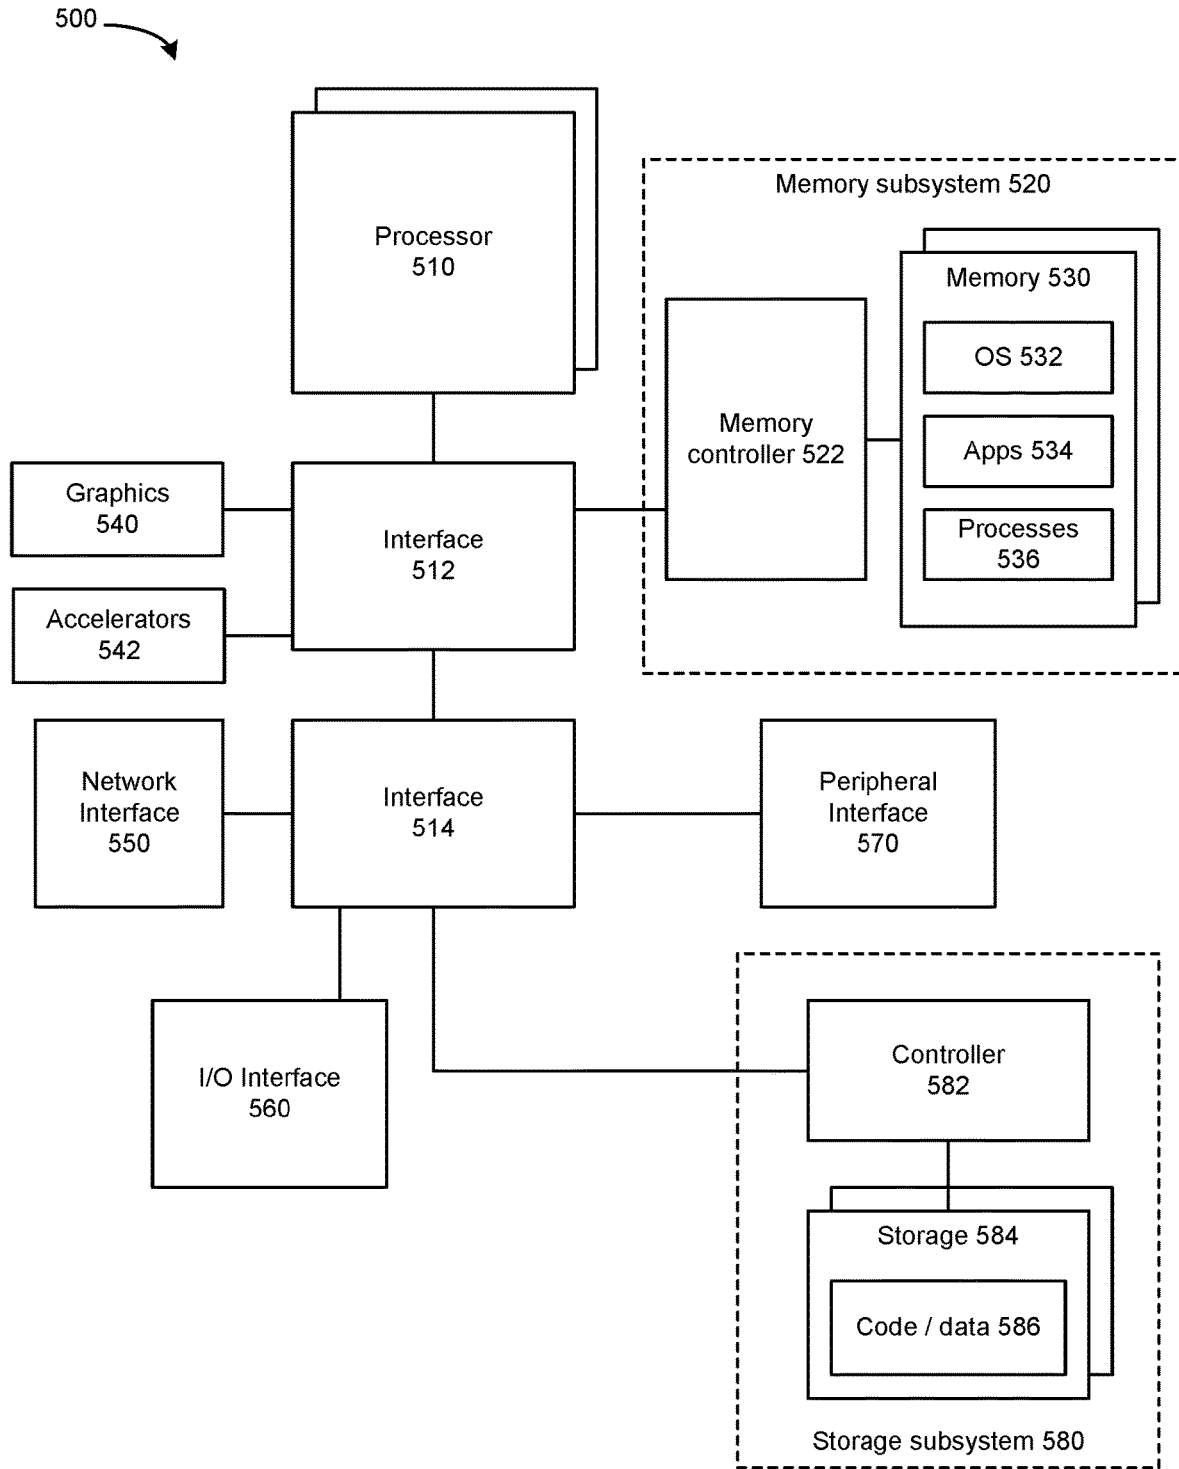 500
Processor
510
Memory subsystem 520
Memory 530
OS 532
Apps 534
Processes
536
Memory
controller 522
Graphics
540
Interface
512
Accelerators
542
Network
Interface
550
Interface
514
Peripheral
Interface
570
I/O Interface
560
Controller
582
Storage 584
Code / data 586
Storage subsystem 580